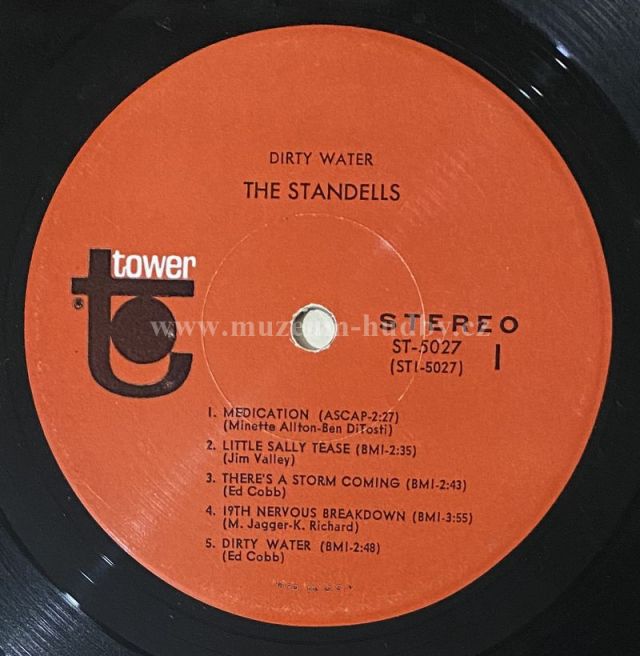 DIRTY WATER
THE STANDELLS
tower
®
www.muzeum-hudby.cz
STEREO
ST-5027
(ST1-5027)
1
1. MEDICATION (ASCAP-2:27)
(Minette Allton-Ben DiTosti)
2. LITTLE SALLY TEASE (BMI-2:35)
(Jim Valley)
3. THERE'S A STORM COMING (BMI-2:43)
(Ed Cobb)
4. 19TH NERVOUS BREAKDOWN (BMI-3:55)
(M. Jagger-K. Richard)
5. DIRTY WATER (BMI-2:48)
(Ed Cobb)